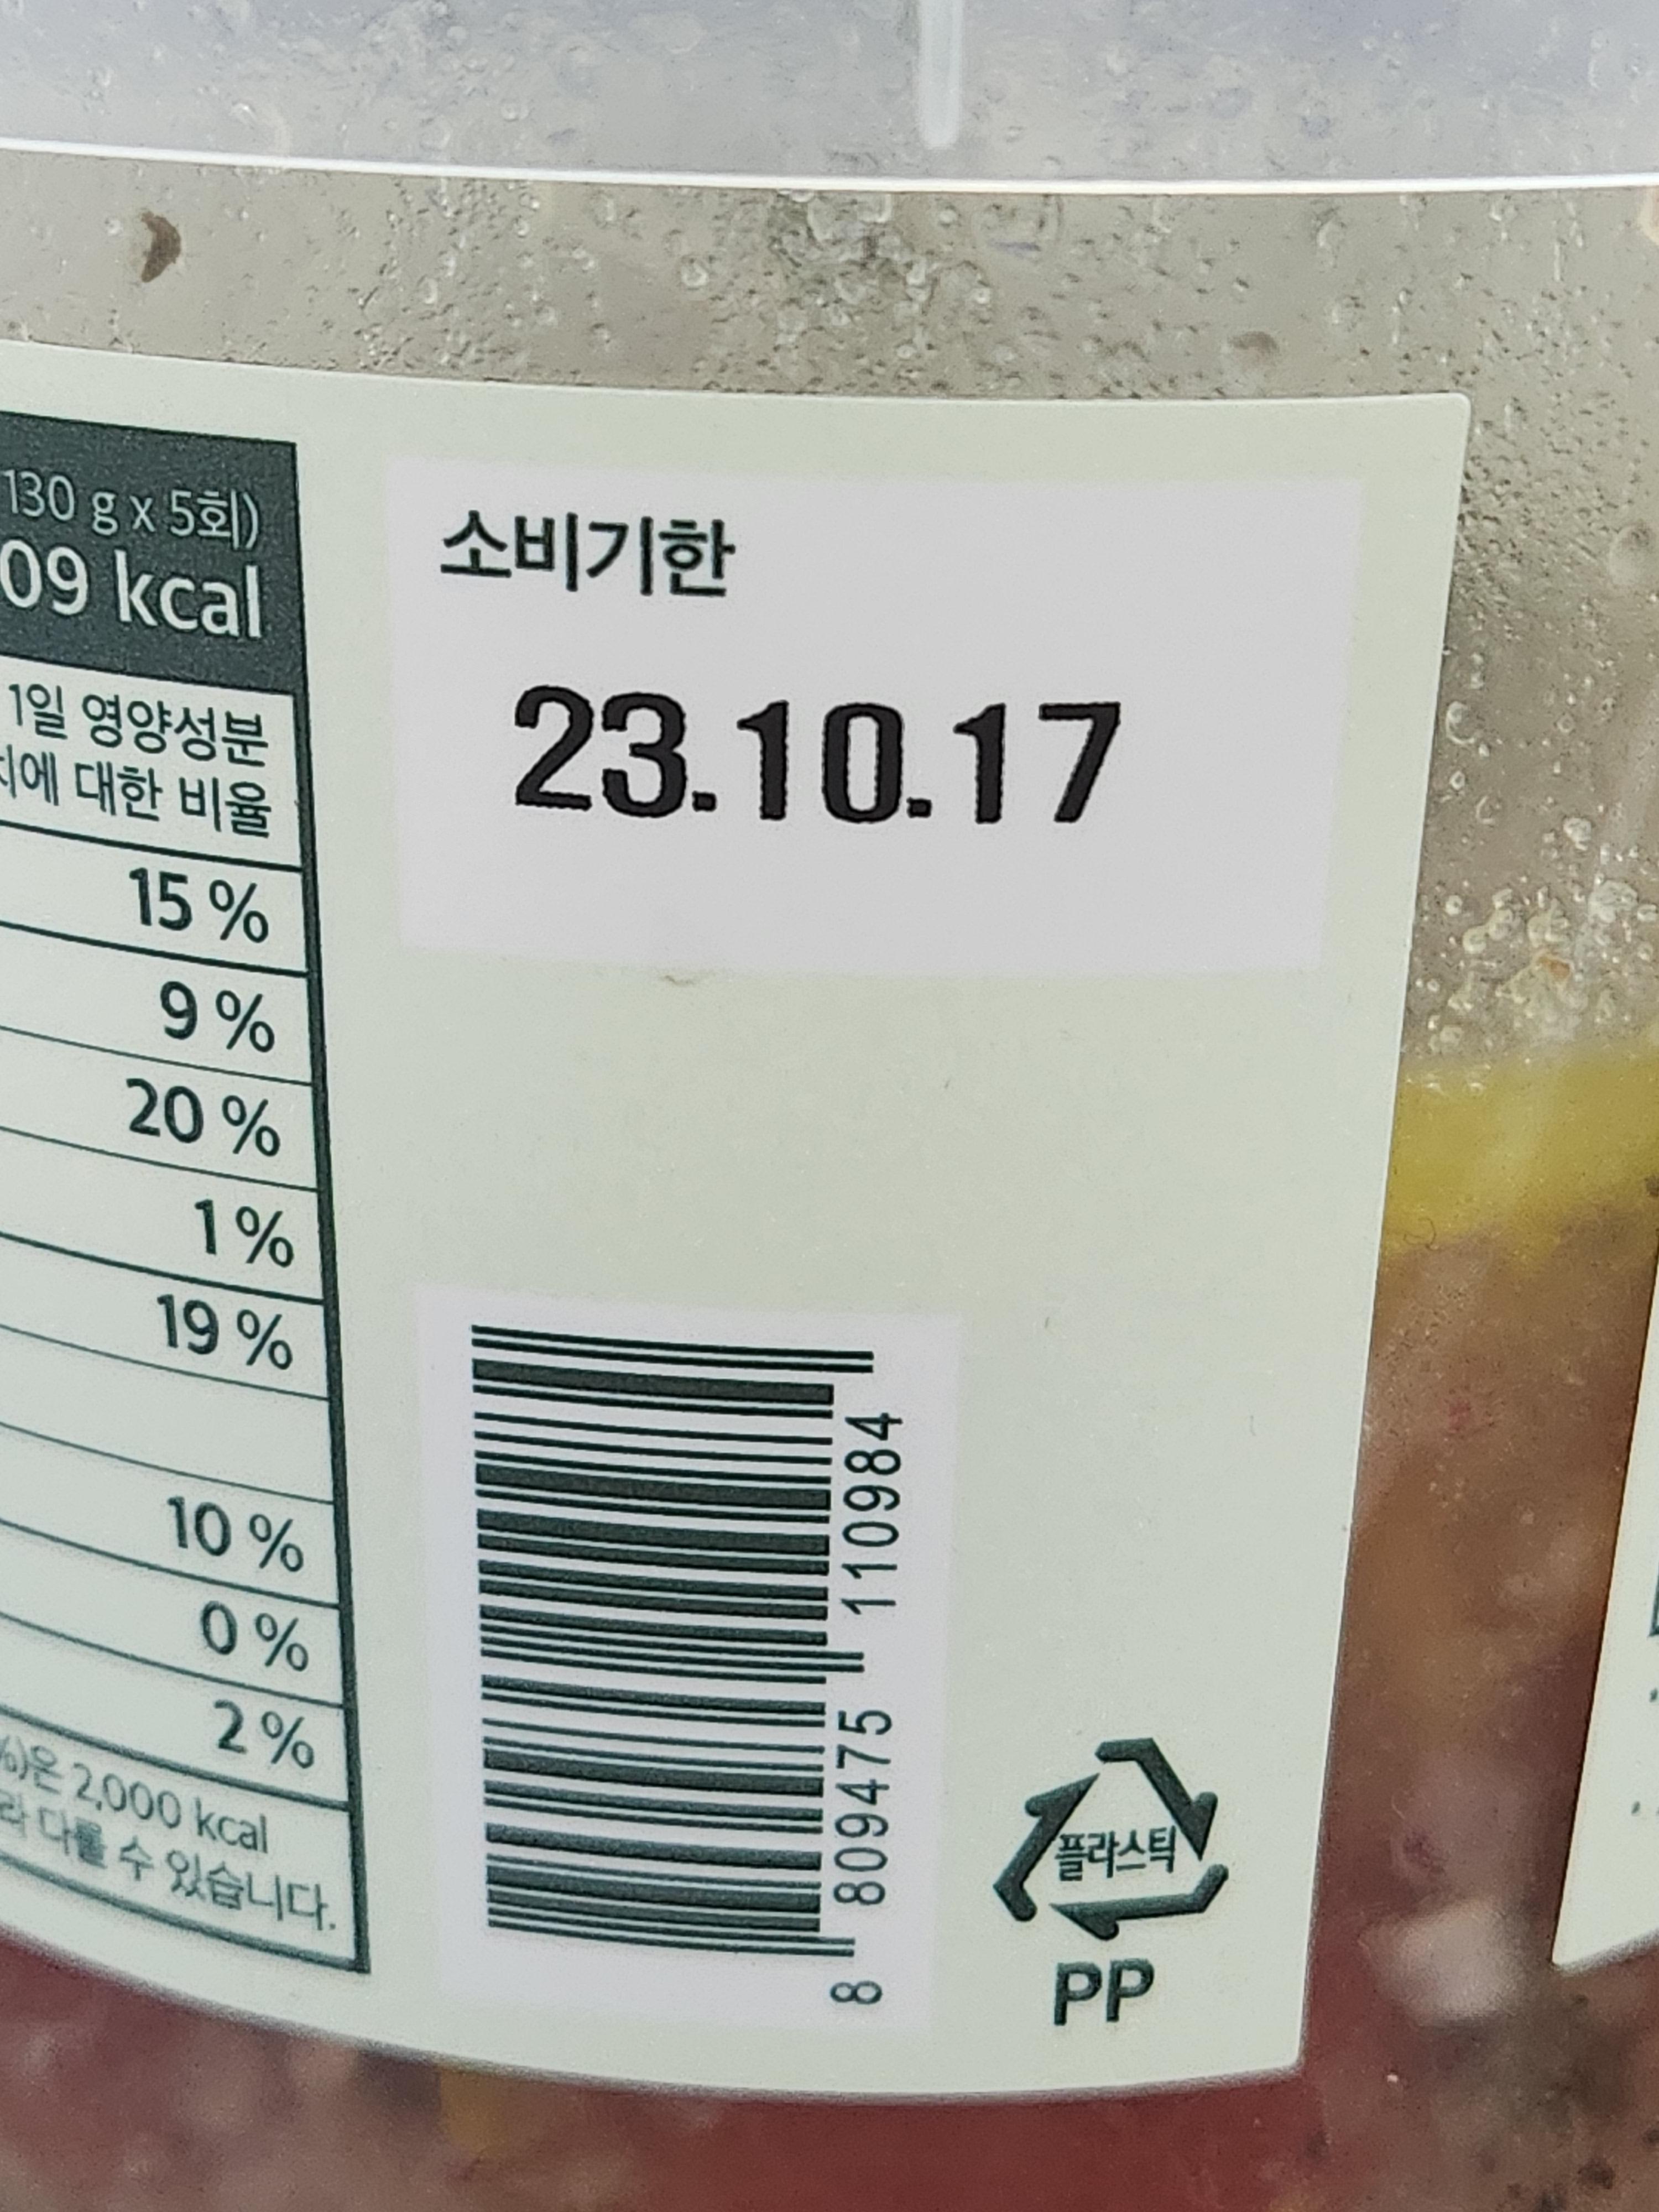 130 g x 5회)
09 kcal
1일 영양성분
치에 대한 비율
15 %
9 %
20 %
1 %
19 %
10 %
0 %
2 %
%)은 2,000 kcal
라 다를 수 있습니다.
소비기한
23.10.17
8 809475 110984
플라스틱
PP